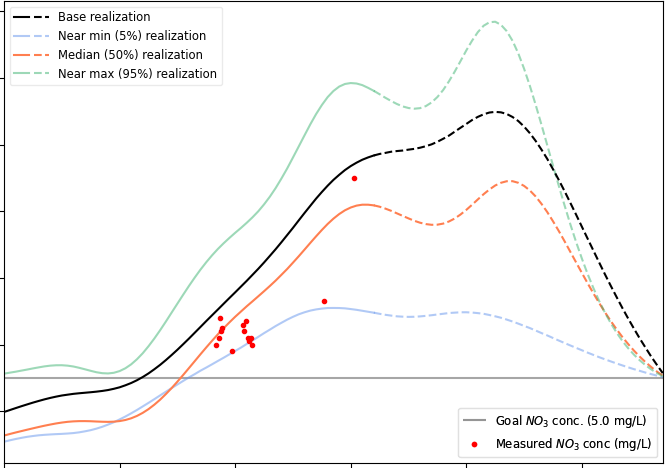 Base realization
Near min (5%) realization
Median (50%) realization
Near max (95%) realization
Goal NO₃ conc. (5.0 mg/L)
Measured NO₃ conc (mg/L)